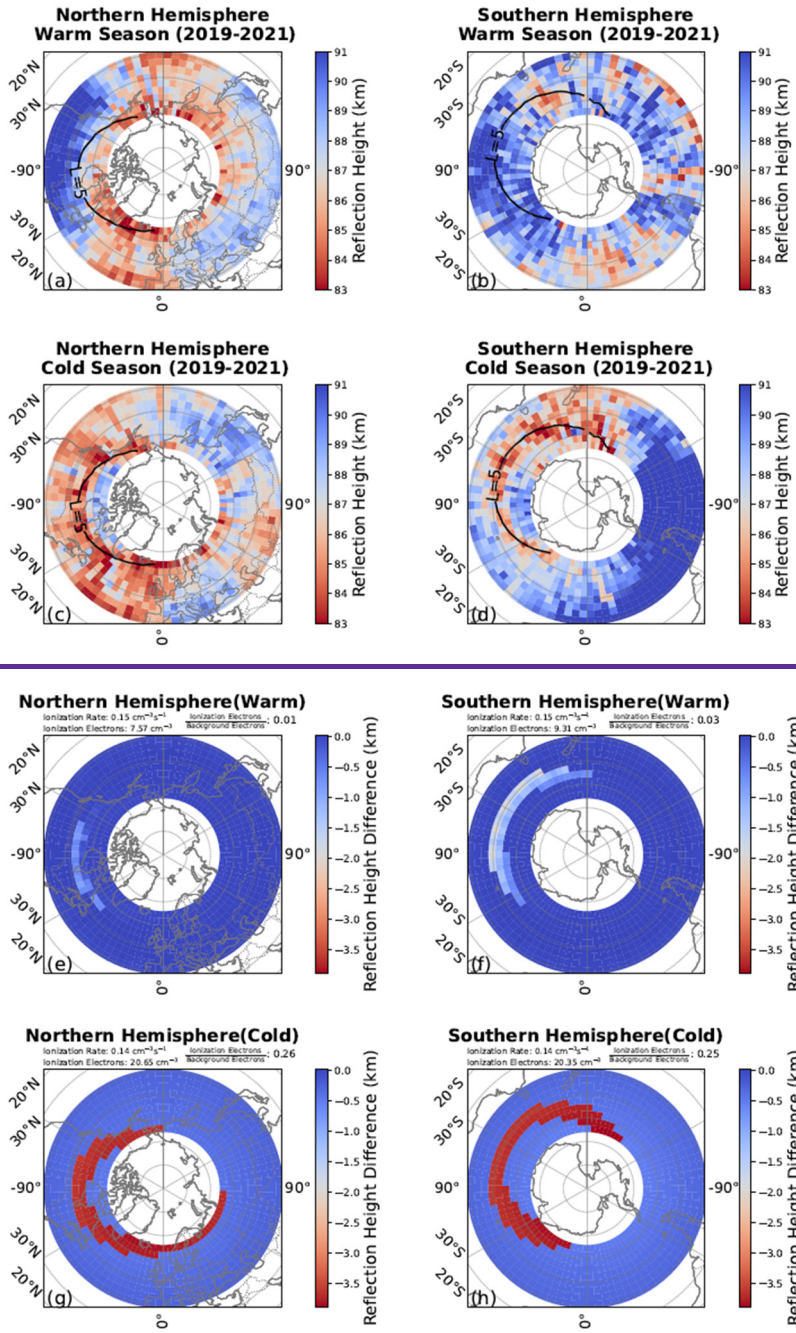 Northern Hemisphere
Warm Season (2019-2021)
20°N
30°N
-90°
30°N
20°N
90°
0°
L=5
(a)
91
90
89
88
87
86
85
84
83
Reflection Height (km)
Southern Hemisphere
Warm Season (2019-2021)
20°S
30°S
90°
30°S
20°S
-90°
0°
L=5
(b)
91
90
89
88
87
86
85
84
83
Reflection Height (km)
Northern Hemisphere
Cold Season (2019-2021)
20°N
30°N
-90°
30°N
20°N
90°
0°
L=5
(c)
91
90
89
88
87
86
85
84
83
Reflection Height (km)
Southern Hemisphere
Cold Season (2019-2021)
20°S
30°S
90°
30°S
20°S
-90°
0°
L=5
(d)
91
90
89
88
87
86
85
84
83
Reflection Height (km)
Northern Hemisphere(Warm)
Ionization Rate: 0.15 cm⁻³s⁻¹
Ionization Electrons: 7.57 cm⁻³
Ionization Electrons
Background Electrons
: 0.01
20°N
30°N
-90°
30°N
20°N
90°
0°
(e)
0.0
−0.5
−1.0
−1.5
−2.0
−2.5
−3.0
−3.5
Reflection Height Difference (km)
Southern Hemisphere(Warm)
Ionization Rate: 0.15 cm⁻³s⁻¹
Ionization Electrons: 9.31 cm⁻³
Ionization Electrons
Background Electrons
: 0.03
20°S
30°S
90°
30°S
20°S
-90°
0°
(f)
0.0
−0.5
−1.0
−1.5
−2.0
−2.5
−3.0
−3.5
Reflection Height Difference (km)
Northern Hemisphere(Cold)
Ionization Rate: 0.14 cm⁻³s⁻¹
Ionization Electrons: 20.65 cm⁻³
Ionization Electrons
Background Electrons
: 0.26
20°N
30°N
-90°
30°N
20°N
90°
0°
(g)
0.0
−0.5
−1.0
−1.5
−2.0
−2.5
−3.0
−3.5
Reflection Height Difference (km)
Southern Hemisphere(Cold)
Ionization Rate: 0.14 cm⁻³s⁻¹
Ionization Electrons: 20.35 cm⁻³
Ionization Electrons
Background Electrons
: 0.25
20°S
30°S
90°
30°S
20°S
-90°
0°
(h)
0.0
−0.5
−1.0
−1.5
−2.0
−2.5
−3.0
−3.5
Reflection Height Difference (km)